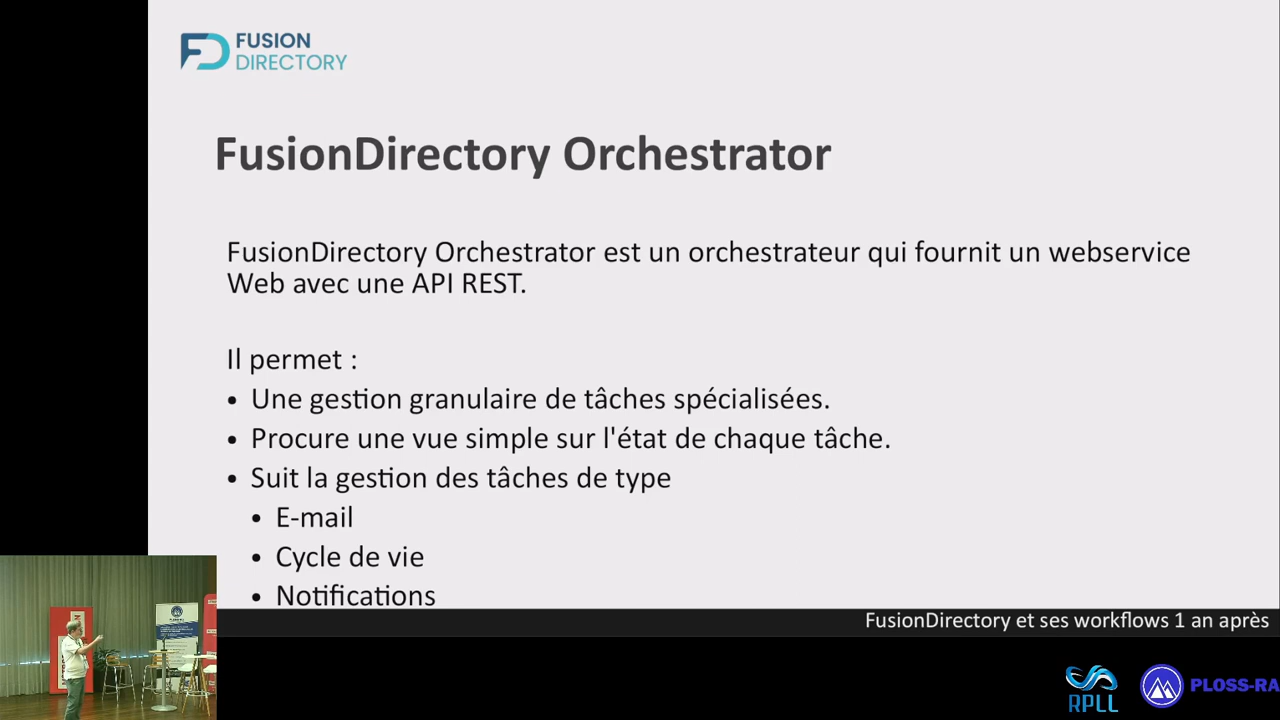 FUSION
DIRECTORY
FusionDirectory Orchestrator
FusionDirectory Orchestrator est un orchestrateur qui fournit un webservice
Web avec une API REST.
Il permet :
• Une gestion granulaire de tâches spécialisées.
• Procure une vue simple sur l'état de chaque tâche.
• Suit la gestion des tâches de type
• E-mail
• Cycle de vie
• Notifications
FusionDirectory et ses workflows 1 an après
RPLL
PLOSS-RA